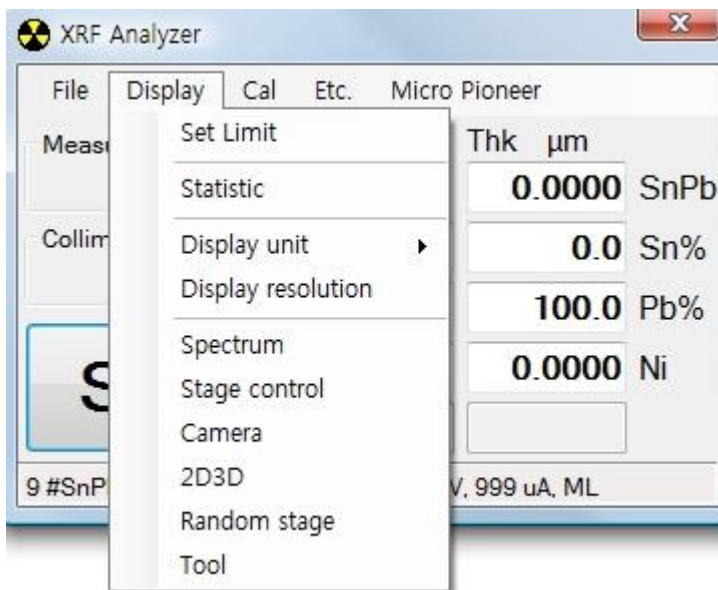 XRF Analyzer
File Display Cal Etc. Micro Pioneer
Set Limit
Statistic
Display unit
Display resolution
Spectrum
Stage control
Camera
2D3D
Random stage
Tool
Thk µm
0.0000 SnPb
0.0 Sn%
100.0 Pb%
0.0000 Ni
9 #SnP
, 999 uA, ML